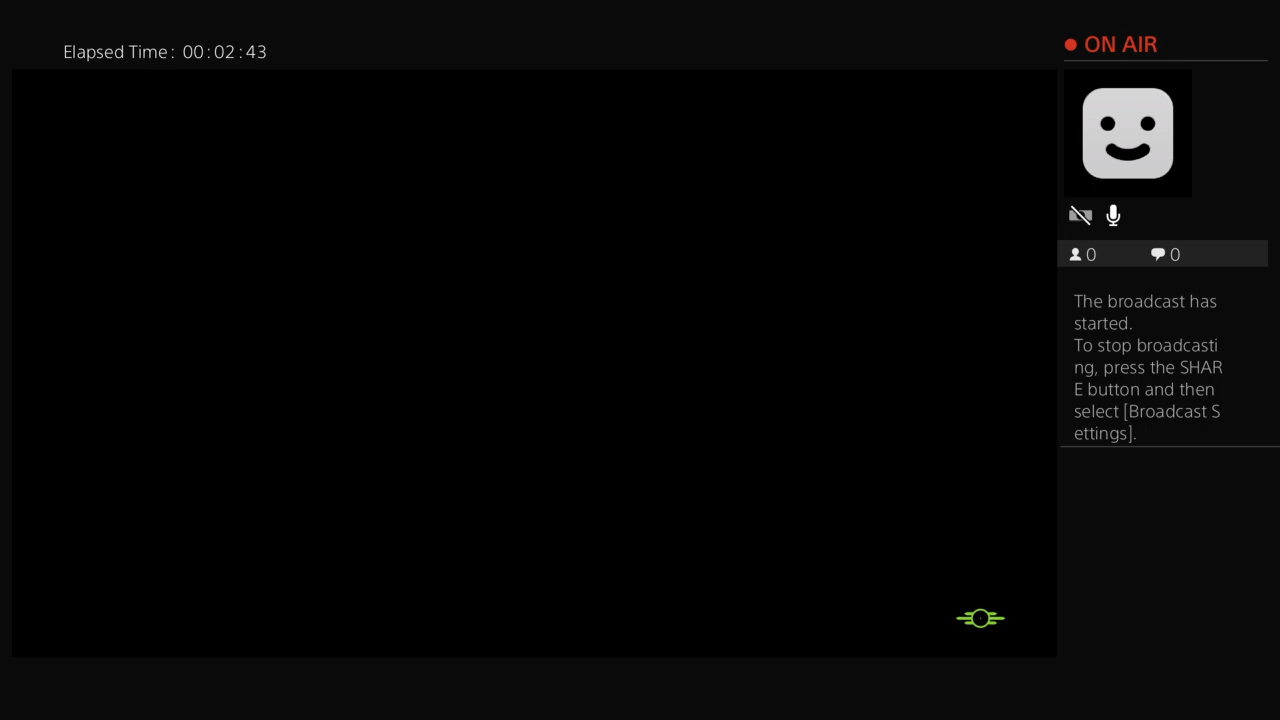 Elapsed Time: 00:02:43
ON AIR
0 0
The broadcast has
started.
To stop broadcasti
ng, press the SHAR
E button and then
select [Broadcast S
ettings].